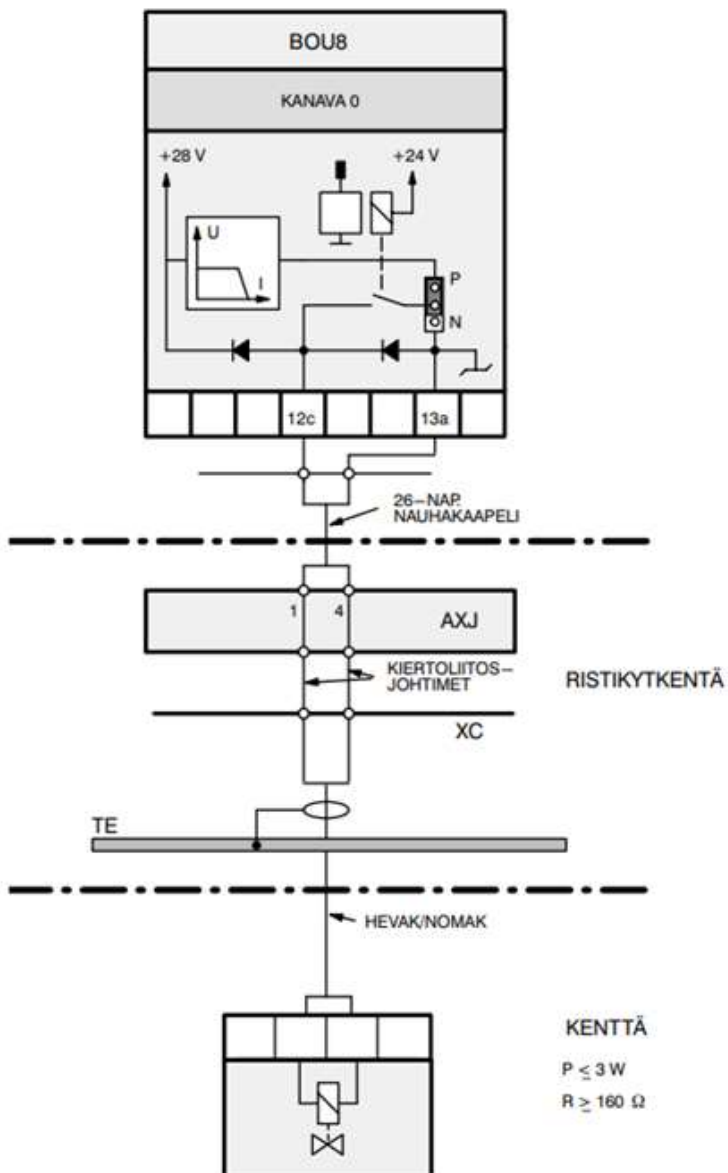 BOU8
KANAVA 0
+28 V
+24 V
U
I
P
N
12c
13a
26-NAP.
NAUHAKAAPELI
1
4
AXJ
KIERTOLIITOS-
JOHTIMET
RISTIKYTKENTÄ
XC
TE
HEVAK/NOMAK
KENTTÄ
P ≤ 3 W
R ≥ 160 Ω